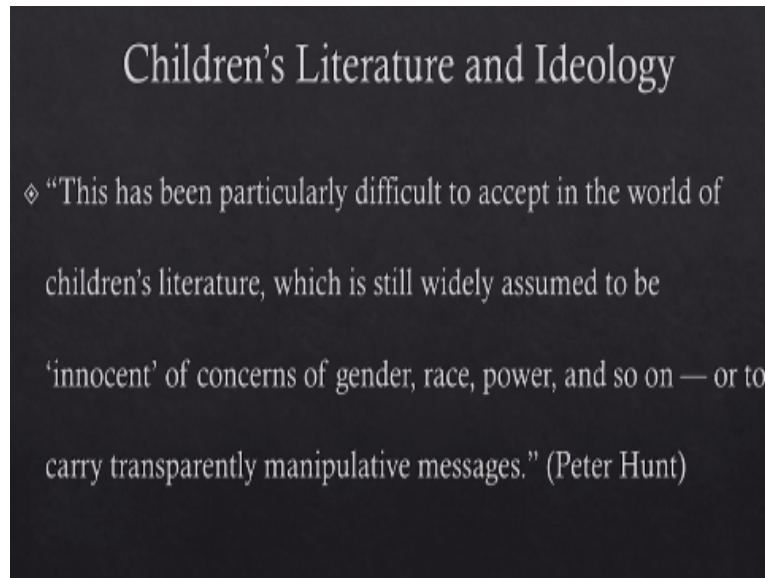 Children’s Literature and Ideology
“This has been particularly difficult to accept in the world of
children’s literature, which is still widely assumed to be
‘innocent’ of concerns of gender, race, power, and so on — or to
carry transparently manipulative messages.” (Peter Hunt)